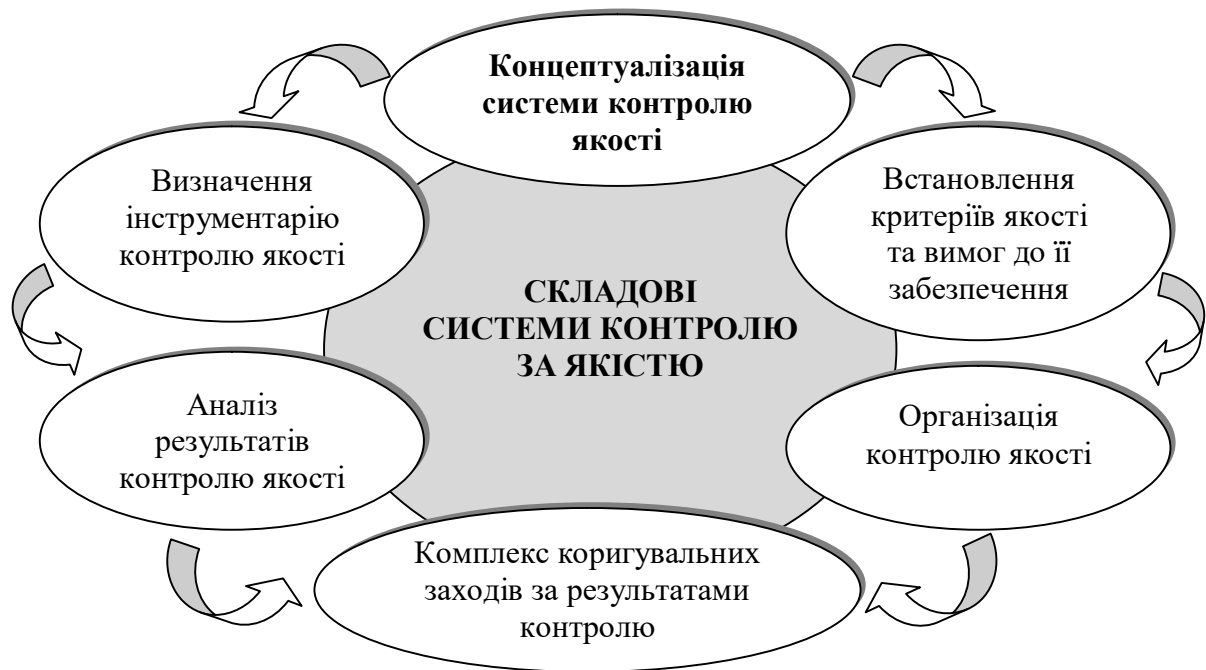 Концептуалізація
системи контролю
якості
Визначення
інструментарію
контролю якості
Встановлення
критеріїв якості
та вимог до її
забезпечення
СКЛАДОВІ
СИСТЕМИ КОНТРОЛЮ
ЗА ЯКІСТЮ
Аналіз
результатів
контролю якості
Організація
контролю якості
Комплекс коригувальних
заходів за результатами
контролю